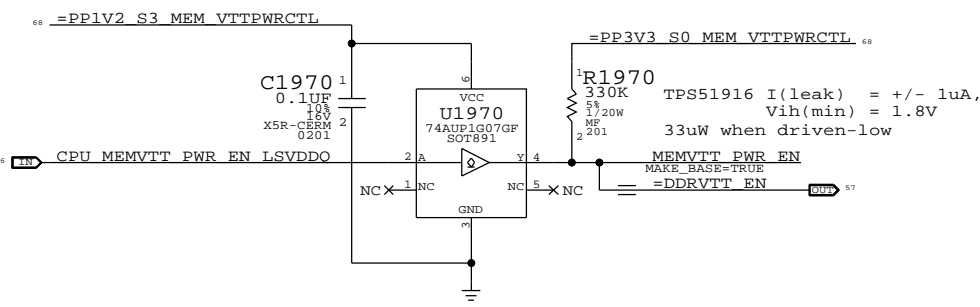 68 =PP1V2_S3_MEM_VTTPWRCTL
=PP3V3_S0_MEM_VTTPWRCTL 68
C1970 1
0.1UF
10%
16V
X5R-CERM 2
0201
6
VCC
U1970
74AUP1G07GF
SOT891
1 R1970
330K
5%
1/20W
MF
201
2
TPS51916 I(leak) = +/- 1uA,
Vih(min) = 1.8V
33uW when driven-low
6 IN CPU_MEMVTT_PWR_EN_LSVDDQ 2 A Y 4 MEMVTT_PWR_EN
MAKE_BASE=TRUE
NC 1 NC NC 5 NC
=DDRVTT_EN OUT 57
GND
3